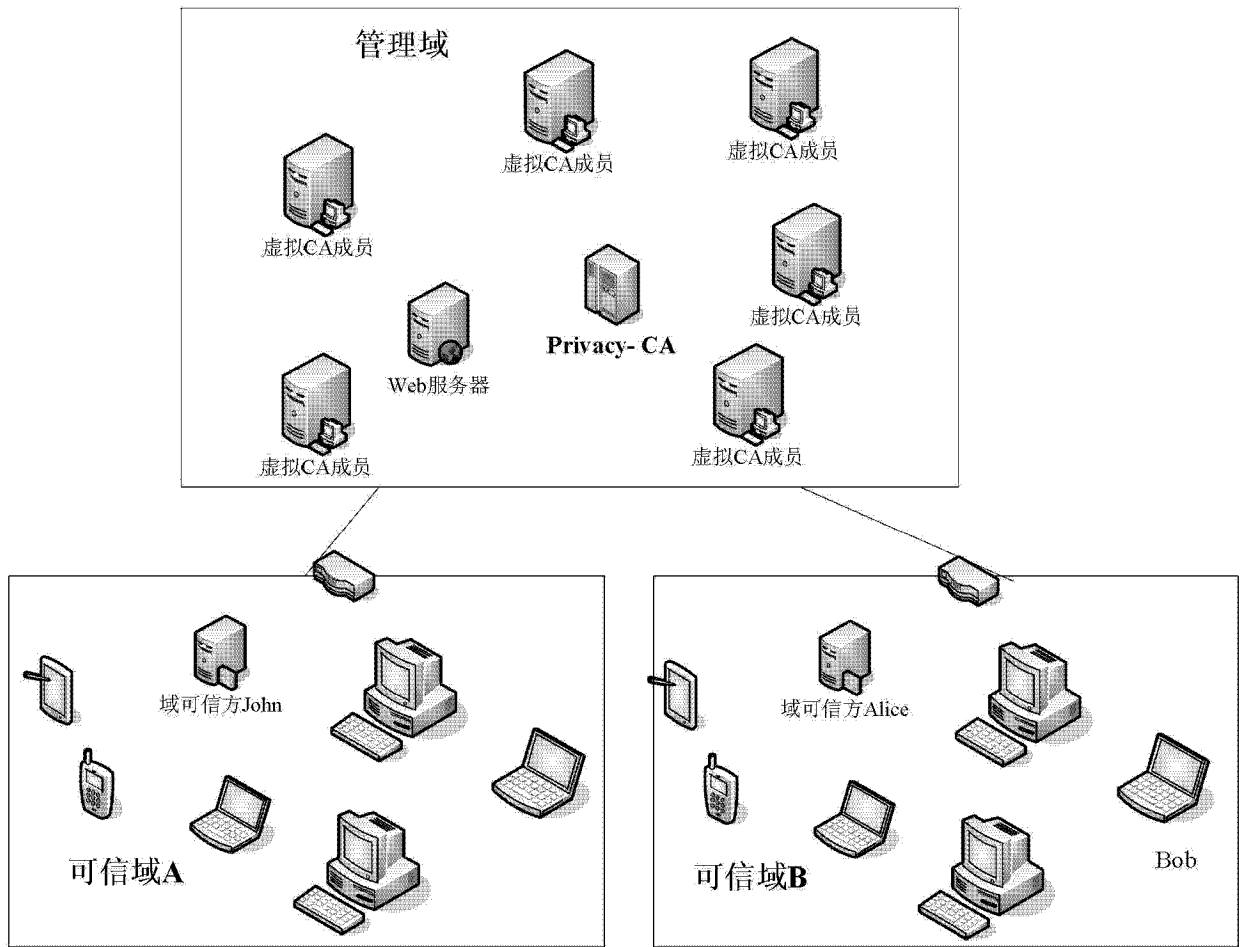 管理域
虚拟CA成员
虚拟CA成员
虚拟CA成员
虚拟CA成员
Privacy- CA
Web服务器
虚拟CA成员
虚拟CA成员
域可信方John
域可信方Alice
可信域A
可信域B
Bob